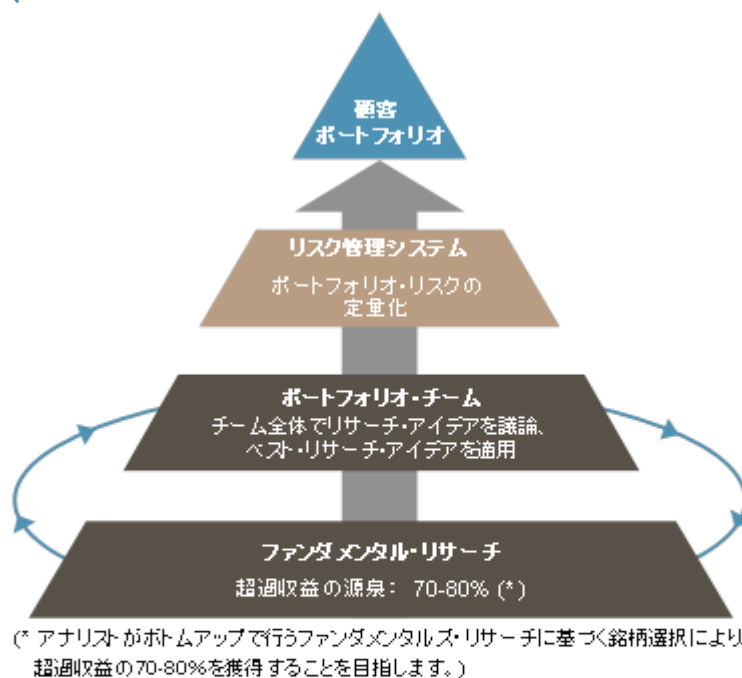 顧客
ポートフォリオ
リスク管理システム
ポートフォリオ・リスクの
定量化
ポートフォリオ・チーム
チーム全体でリサーチ・アイデアを議論、
ベスト・リサーチ・アイデアを適用
ファンダメンタル・リサーチ
超過収益の源泉： 70-80% (*)
(* アナリストがボトムアップで行うファンダメンタルズ・リサーチに基づく銘柄選択により
超過収益の70-80%を獲得することを目指します。)